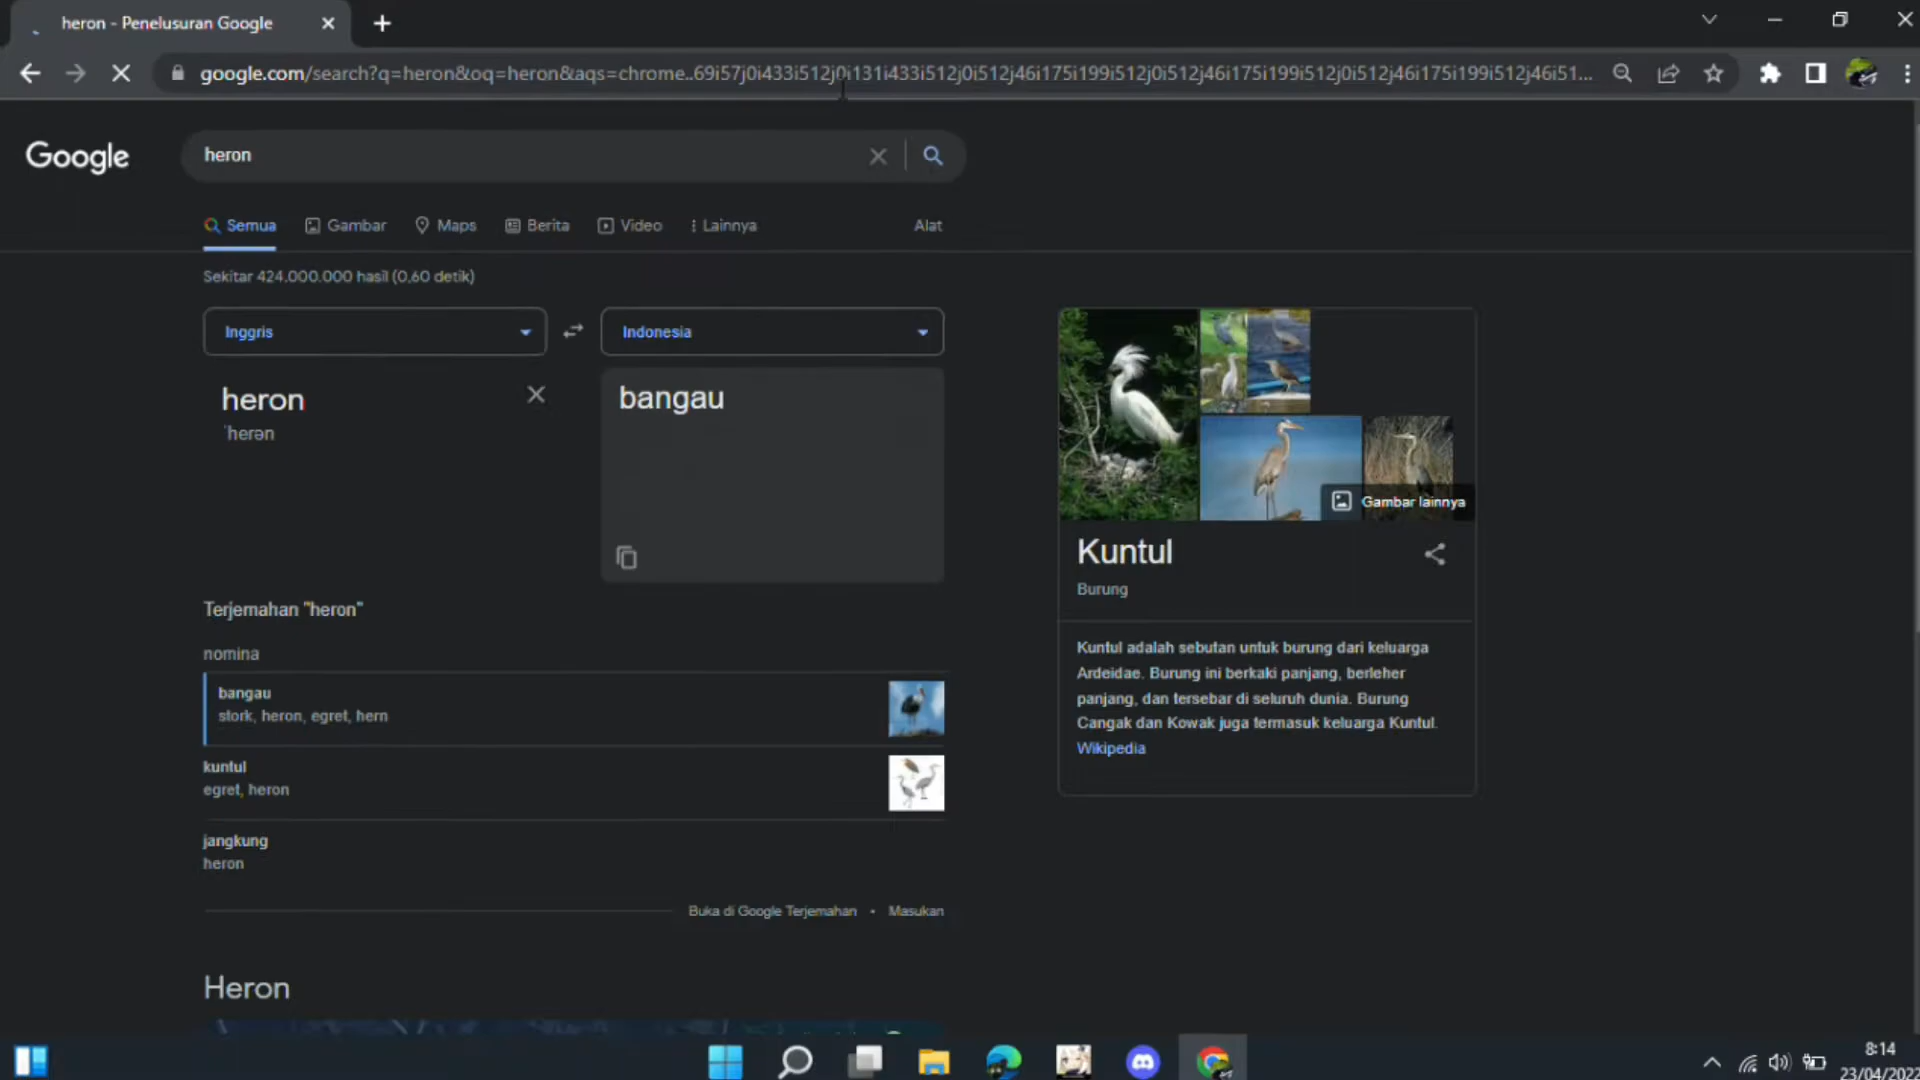 heron - Penelusuran Google
google.com/search?q=heron&oq=heron&aqs=chrome..69i57j0i433i512j0i131i433i512j0i512j46i175i199i512j0i512j46i175i199i512j0i512j46i175i199i512j46i51...
Google
heron
Semua
Gambar
Maps
Berita
Video
Lainnya
Alat
Sekitar 424.000.000 hasil (0,60 detik)
Inggris
Indonesia
heron
ˈherən
bangau
Terjemahan "heron"
nomina
bangau
stork, heron, egret, hern
kuntul
egret, heron
jangkung
heron
Buka di Google Terjemahan • Masukan
Heron
Gambar lainnya
Kuntul
Burung
Kuntul adalah sebutan untuk burung dari keluarga
Ardeidae. Burung ini berkaki panjang, berleher
panjang, dan tersebar di seluruh dunia. Burung
Cangak dan Kowak juga termasuk keluarga Kuntul.
Wikipedia
8:14
23/04/2022